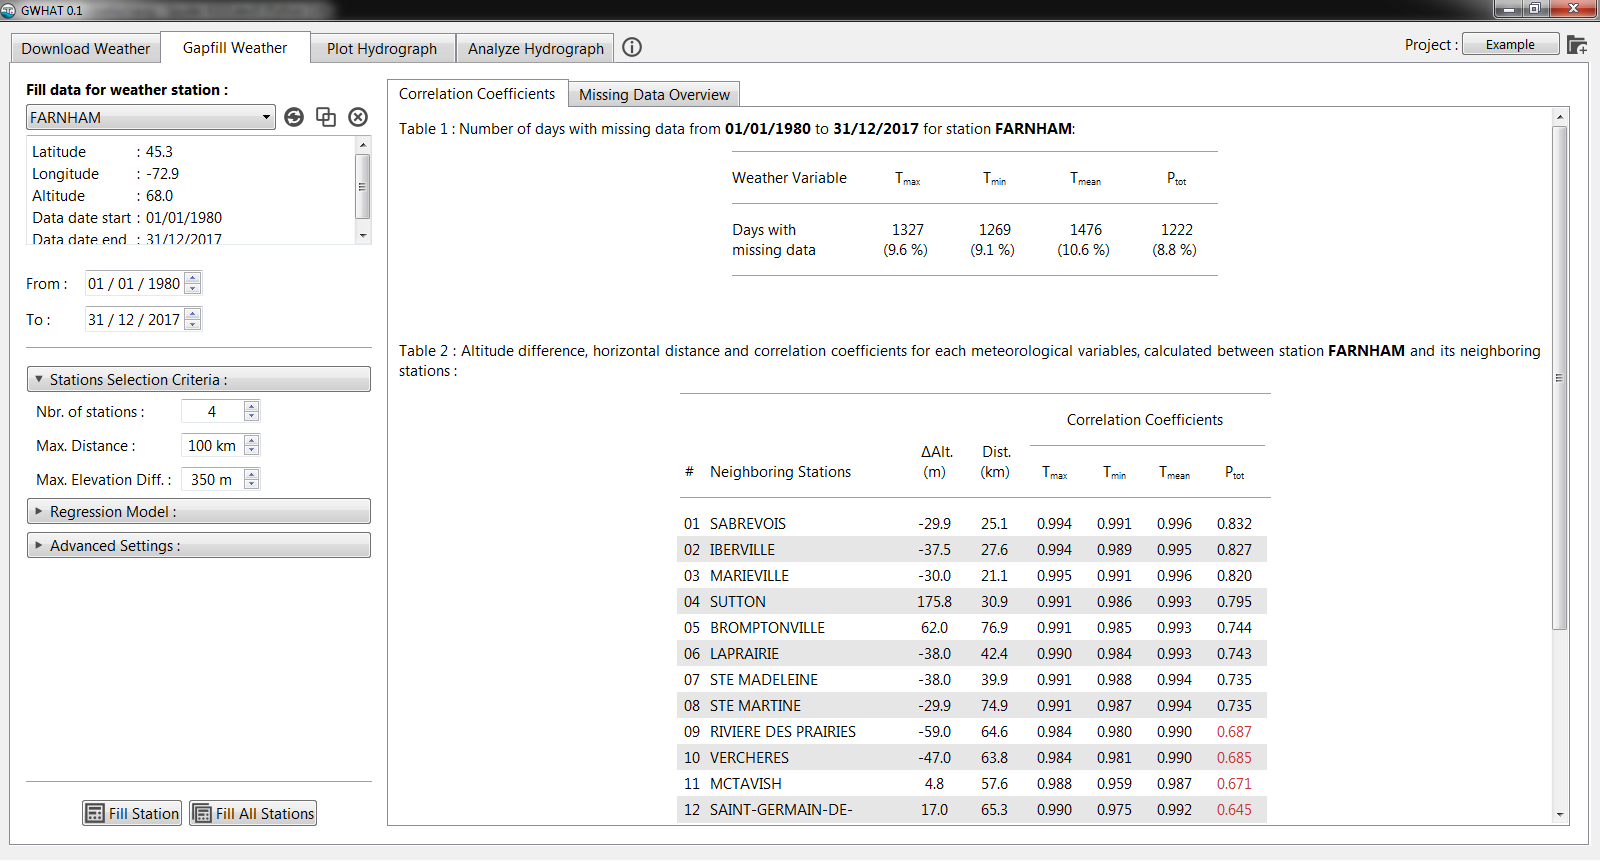 GWHAT 0.1
Download Weather
Gapfill Weather
Plot Hydrograph
Analyze Hydrograph
Project :
Example
Fill data for weather station :
FARNHAM
Latitude : 45.3
Longitude : -72.9
Altitude : 68.0
Data date start : 01/01/1980
Data date end : 31/12/2017
From : 01 / 01 / 1980
To : 31 / 12 / 2017
Stations Selection Criteria :
Nbr. of stations : 4
Max. Distance : 100 km
Max. Elevation Diff. : 350 m
Regression Model :
Advanced Settings :
Fill Station
Fill All Stations
Correlation Coefficients
Missing Data Overview
Table 1 : Number of days with missing data from 01/01/1980 to 31/12/2017 for station FARNHAM:
Weather Variable Tmax Tmin Tmean Ptot
Days with 1327 1269 1476 1222
missing data (9.6 %) (9.1 %) (10.6 %) (8.8 %)
Table 2 : Altitude difference, horizontal distance and correlation coefficients for each meteorological variables, calculated between station FARNHAM and its neighboring
stations :
Correlation Coefficients
ΔAlt. Dist.
# Neighboring Stations (m) (km) Tmax Tmin Tmean Ptot
01 SABREVOIS -29.9 25.1 0.994 0.991 0.996 0.832
02 IBERVILLE -37.5 27.6 0.994 0.989 0.995 0.827
03 MARIEVILLE -30.0 21.1 0.995 0.991 0.996 0.820
04 SUTTON 175.8 30.9 0.991 0.986 0.993 0.795
05 BROMPTONVILLE 62.0 76.9 0.991 0.985 0.993 0.744
06 LAPRAIRIE -38.0 42.4 0.990 0.984 0.993 0.743
07 STE MADELEINE -38.0 39.9 0.991 0.988 0.994 0.735
08 STE MARTINE -29.9 74.9 0.991 0.987 0.994 0.735
09 RIVIERE DES PRAIRIES -59.0 64.6 0.984 0.980 0.990 0.687
10 VERCHERES -47.0 63.8 0.984 0.981 0.990 0.685
11 MCTAVISH 4.8 57.6 0.988 0.959 0.987 0.671
12 SAINT-GERMAIN-DE- 17.0 65.3 0.990 0.975 0.992 0.645